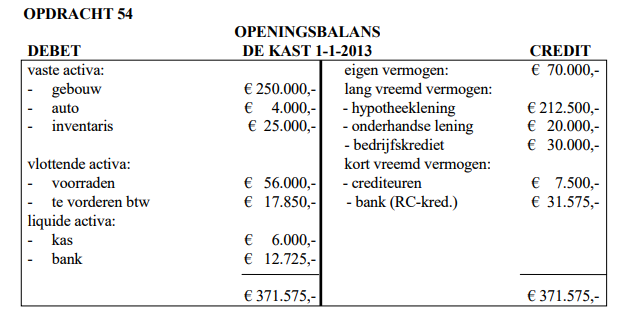 OPDRACHT 54
OPENINGSBALANS
DEBET DE KAST 1-1-2013 CREDIT
vaste activa: eigen vermogen: € 70.000,-
- gebouw € 250.000,- lang vreemd vermogen:
- auto € 4.000,- - hypotheeklening € 212.500,-
- inventaris € 25.000,- - onderhandse lening € 20.000,-
- bedrijfskrediet € 30.000,-
vlottende activa: kort vreemd vermogen:
- voorraden € 56.000,- - crediteuren € 7.500,-
- te vorderen btw € 17.850,- - bank (RC-kred.) € 31.575,-
liquide activa:
- kas € 6.000,-
- bank € 12.725,-
€ 371.575,- € 371.575,-